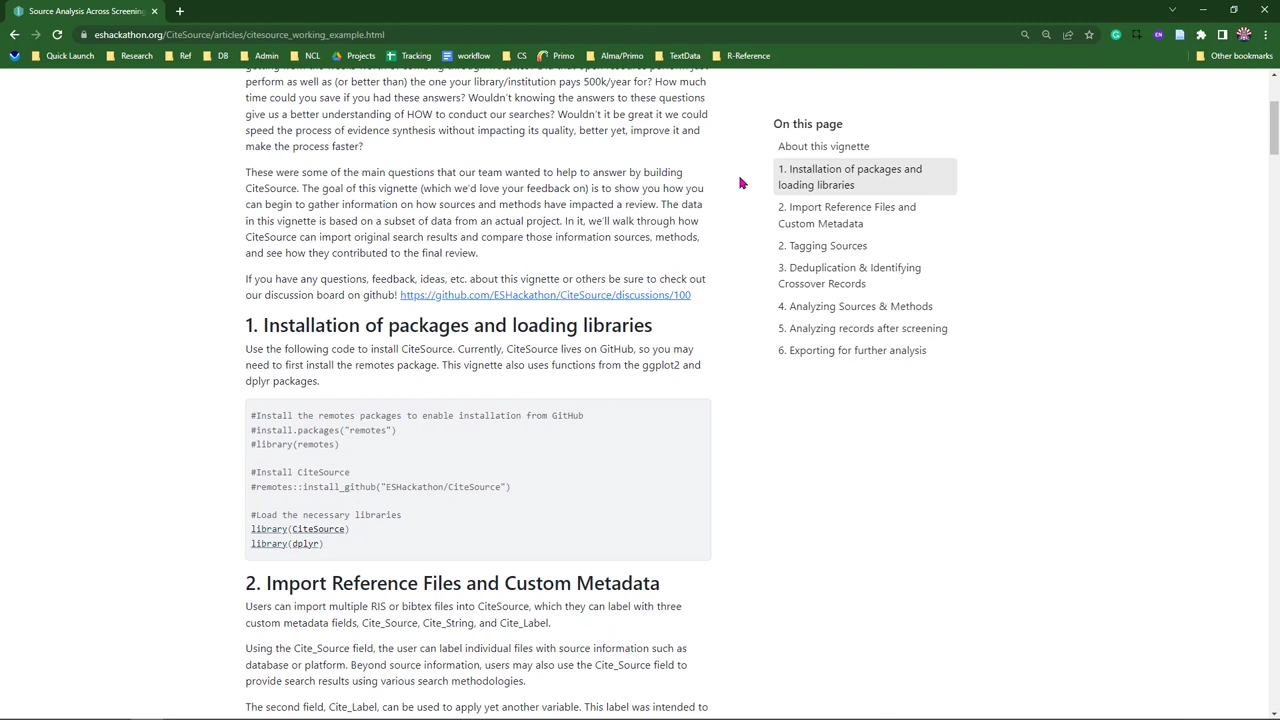 Source Analysis Across Screening
eshackathon.org/CiteSource/articles/citesource_working_example.html
Quick Launch Research Ref DB Admin NCL Projects Tracking workflow CS Primo Alma/Primo TextData R-Reference Other bookmarks
perform as well as (or better than) the one your library/institution pays 500k/year for? How much
time could you save if you had these answers? Wouldn't knowing the answers to these questions
give us a better understanding of HOW to conduct our searches? Wouldn't it be great it we could
speed the process of evidence synthesis without impacting its quality, better yet, improve it and
make the process faster?
These were some of the main questions that our team wanted to help to answer by building
CiteSource. The goal of this vignette (which we'd love your feedback on) is to show you how you
can begin to gather information on how sources and methods have impacted a review. The data
in this vignette is based on a subset of data from an actual project. In it, we'll walk through how
CiteSource can import original search results and compare those information sources, methods,
and see how they contributed to the final review.
If you have any questions, feedback, ideas, etc. about this vignette or others be sure to check out
our discussion board on github! https://github.com/ESHackathon/CiteSource/discussions/100
1. Installation of packages and loading libraries
Use the following code to install CiteSource. Currently, CiteSource lives on GitHub, so you may
need to first install the remotes package. This vignette also uses functions from the ggplot2 and
dplyr packages.
#Install the remotes packages to enable installation from GitHub
#install.packages("remotes")
#library(remotes)
#Install CiteSource
#remotes::install_github("ESHackathon/CiteSource")
#Load the necessary libraries
library(CiteSource)
library(dplyr)
2. Import Reference Files and Custom Metadata
Users can import multiple RIS or bibtex files into CiteSource, which they can label with three
custom metadata fields, Cite_Source, Cite_String, and Cite_Label.
Using the Cite_Source field, the user can label individual files with source information such as
database or platform. Beyond source information, users may also use the Cite_Source field to
provide search results using various search methodologies.
The second field, Cite_Label, can be used to apply yet another variable. This label was intended to
On this page
About this vignette
1. Installation of packages and
loading libraries
2. Import Reference Files and
Custom Metadata
2. Tagging Sources
3. Deduplication & Identifying
Crossover Records
4. Analyzing Sources & Methods
5. Analyzing records after screening
6. Exporting for further analysis